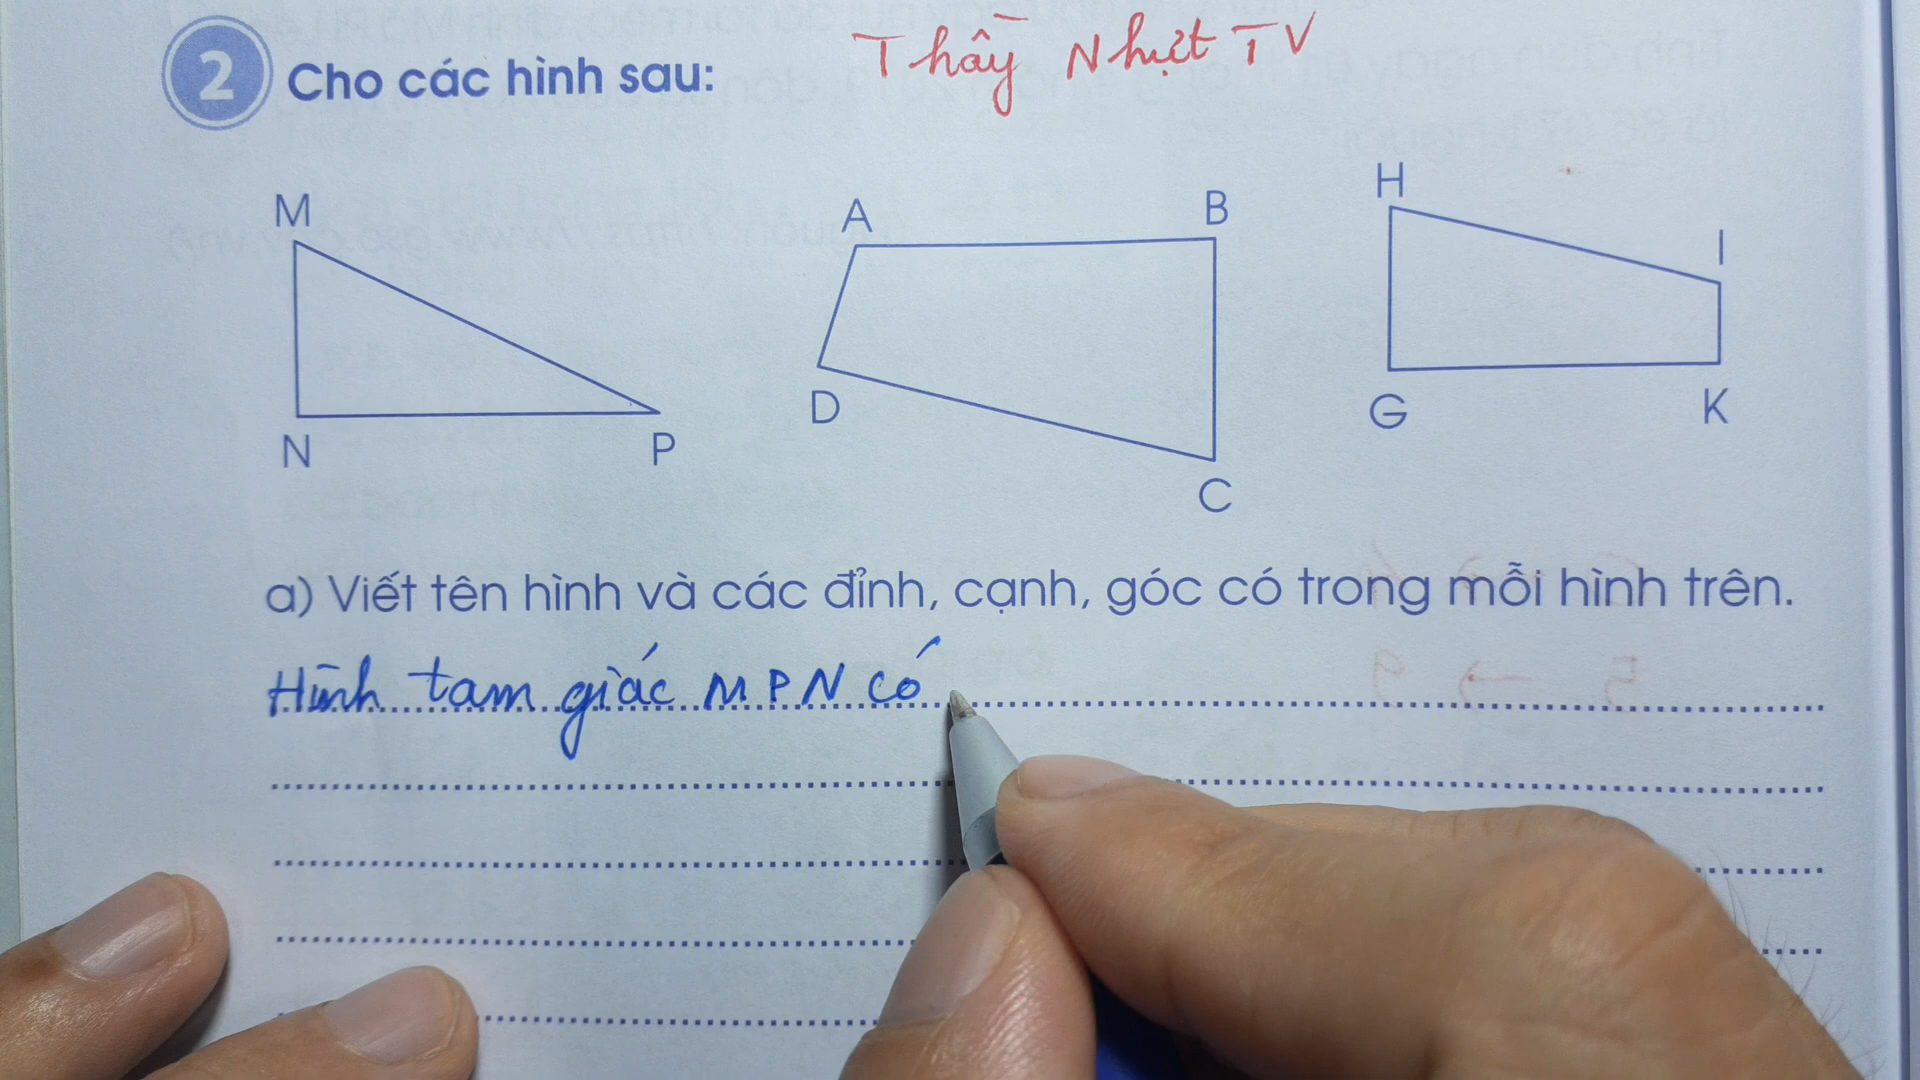 2 Cho các hình sau:
Thầy Nhựt TV
M
A
B
H
I
N
P
D
C
G
K
a) Viết tên hình và các đỉnh, cạnh, góc có trong mỗi hình trên.
Hình tam giác MPN có